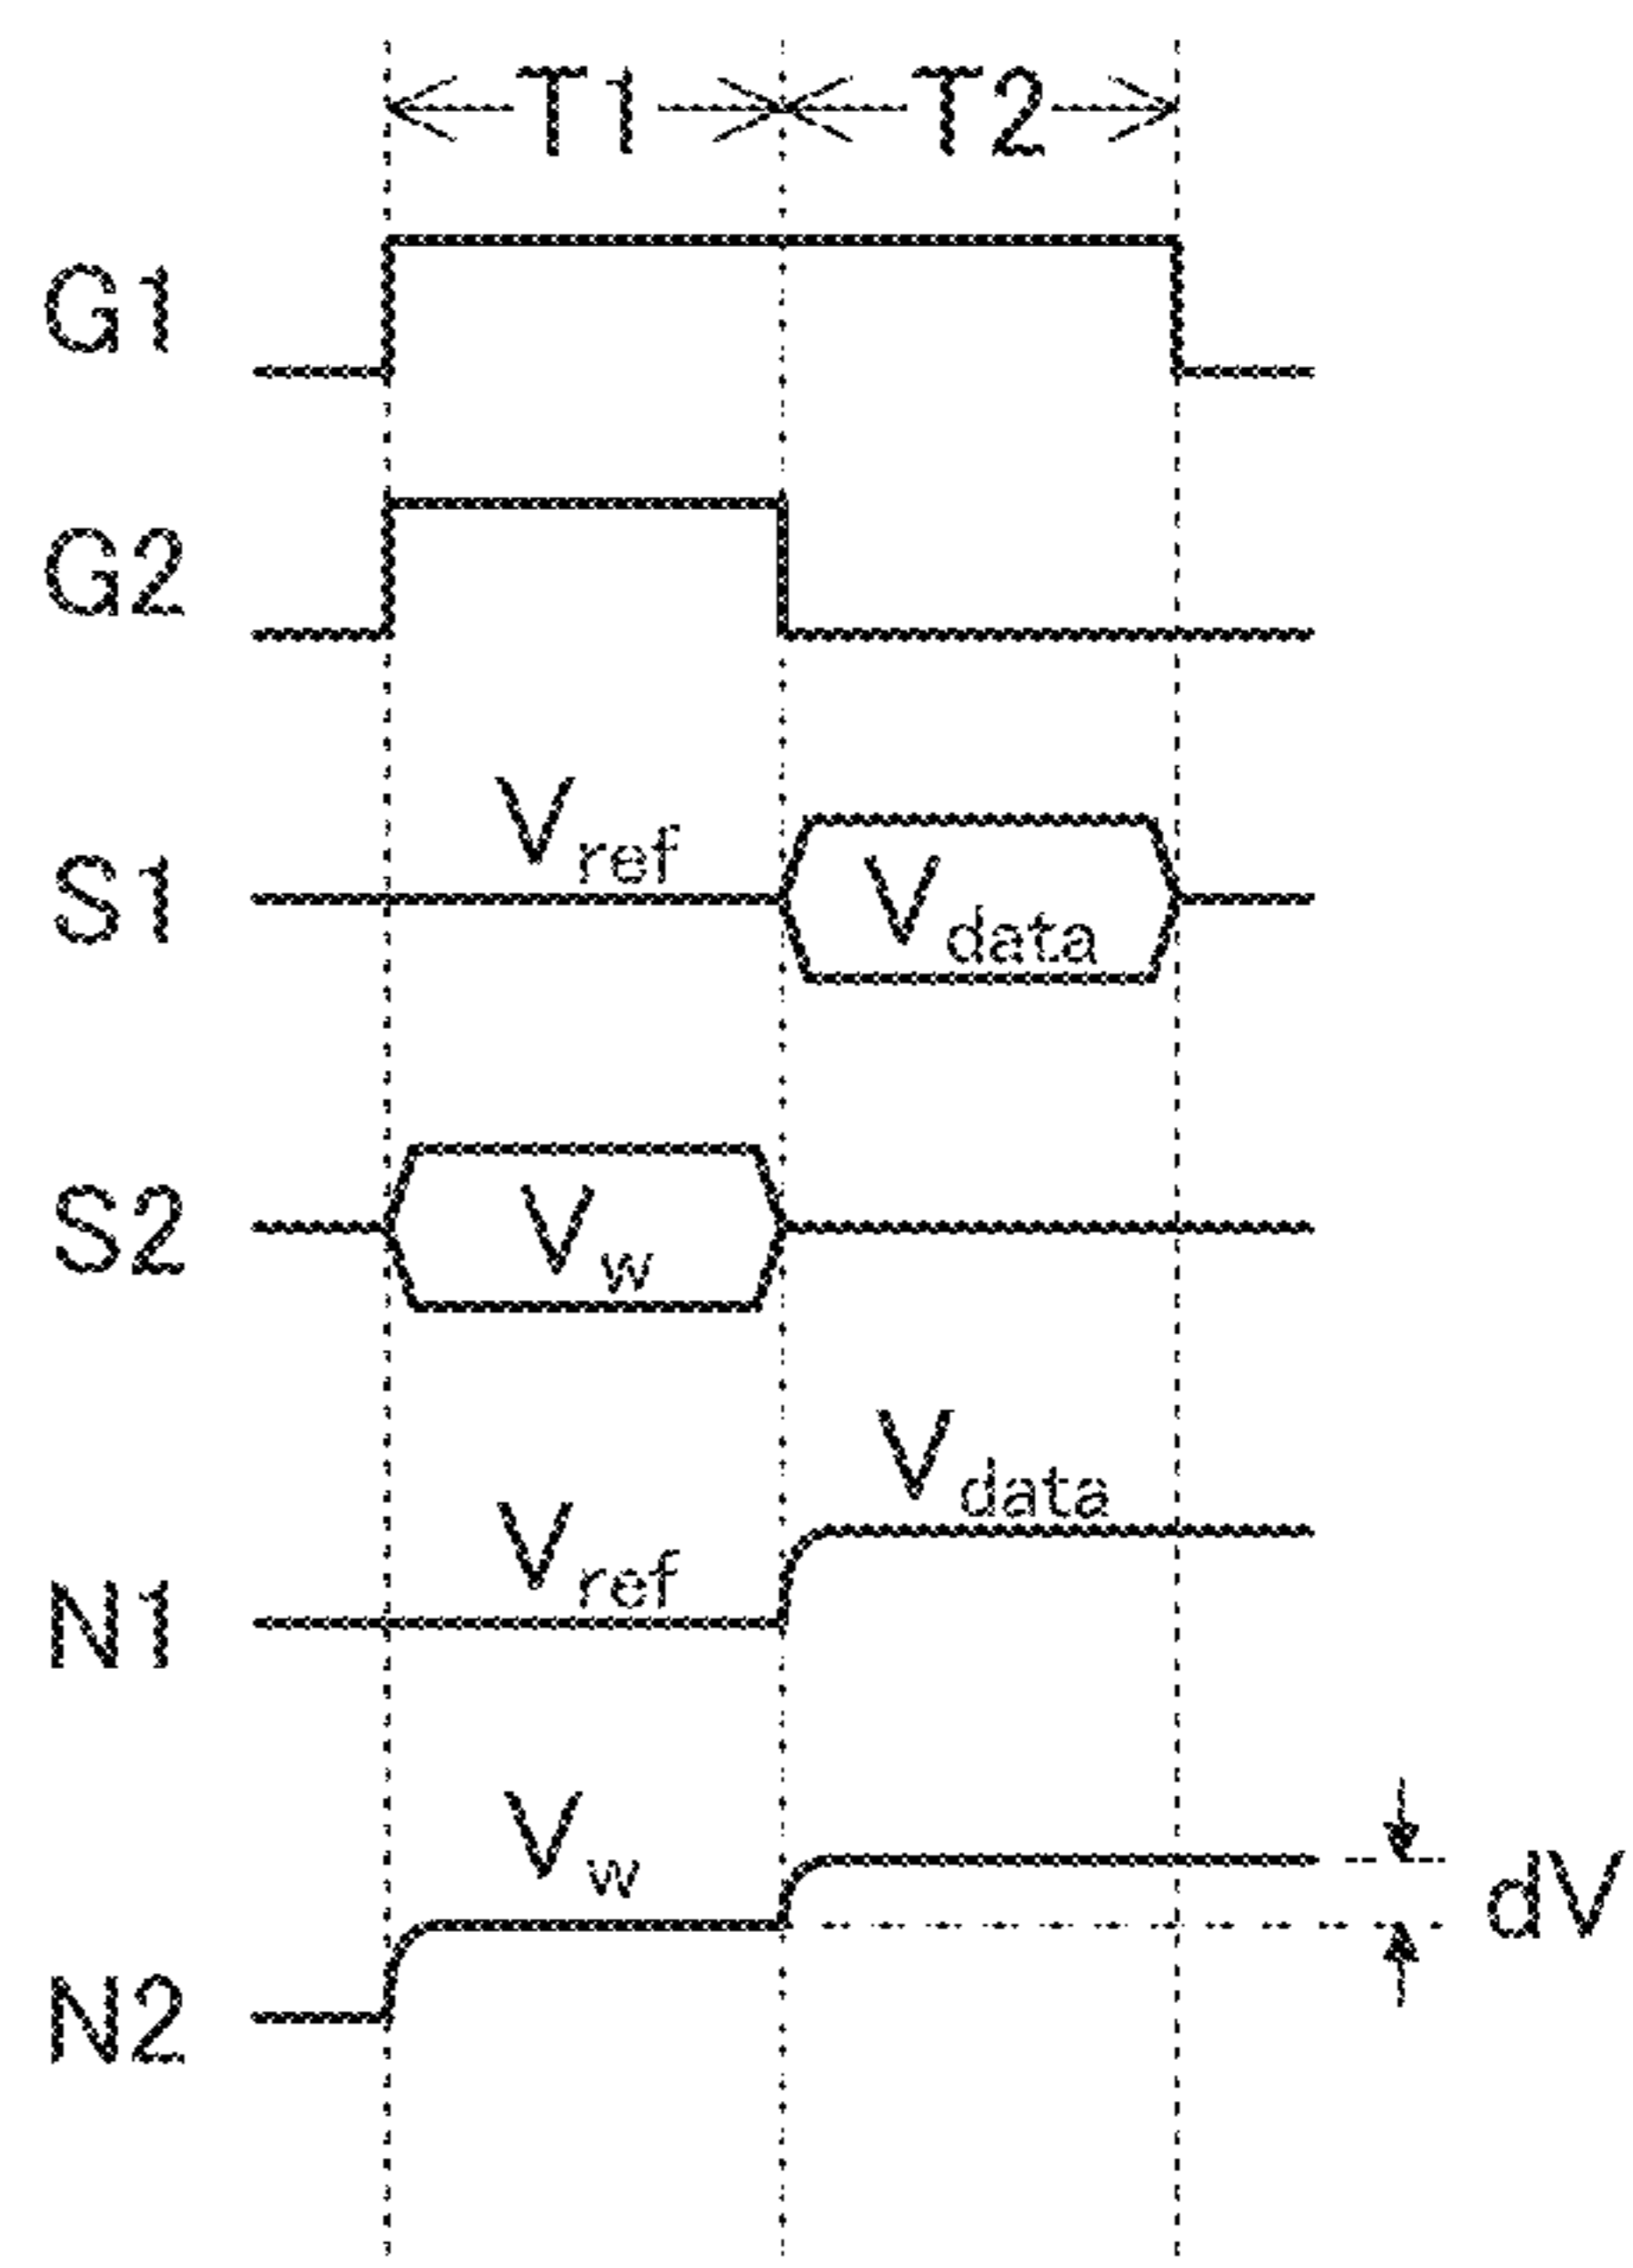 T1 T2
G1
G2
S1 Vref Vdata
S2 Vw
N1 Vref Vdata
N2 Vw dV